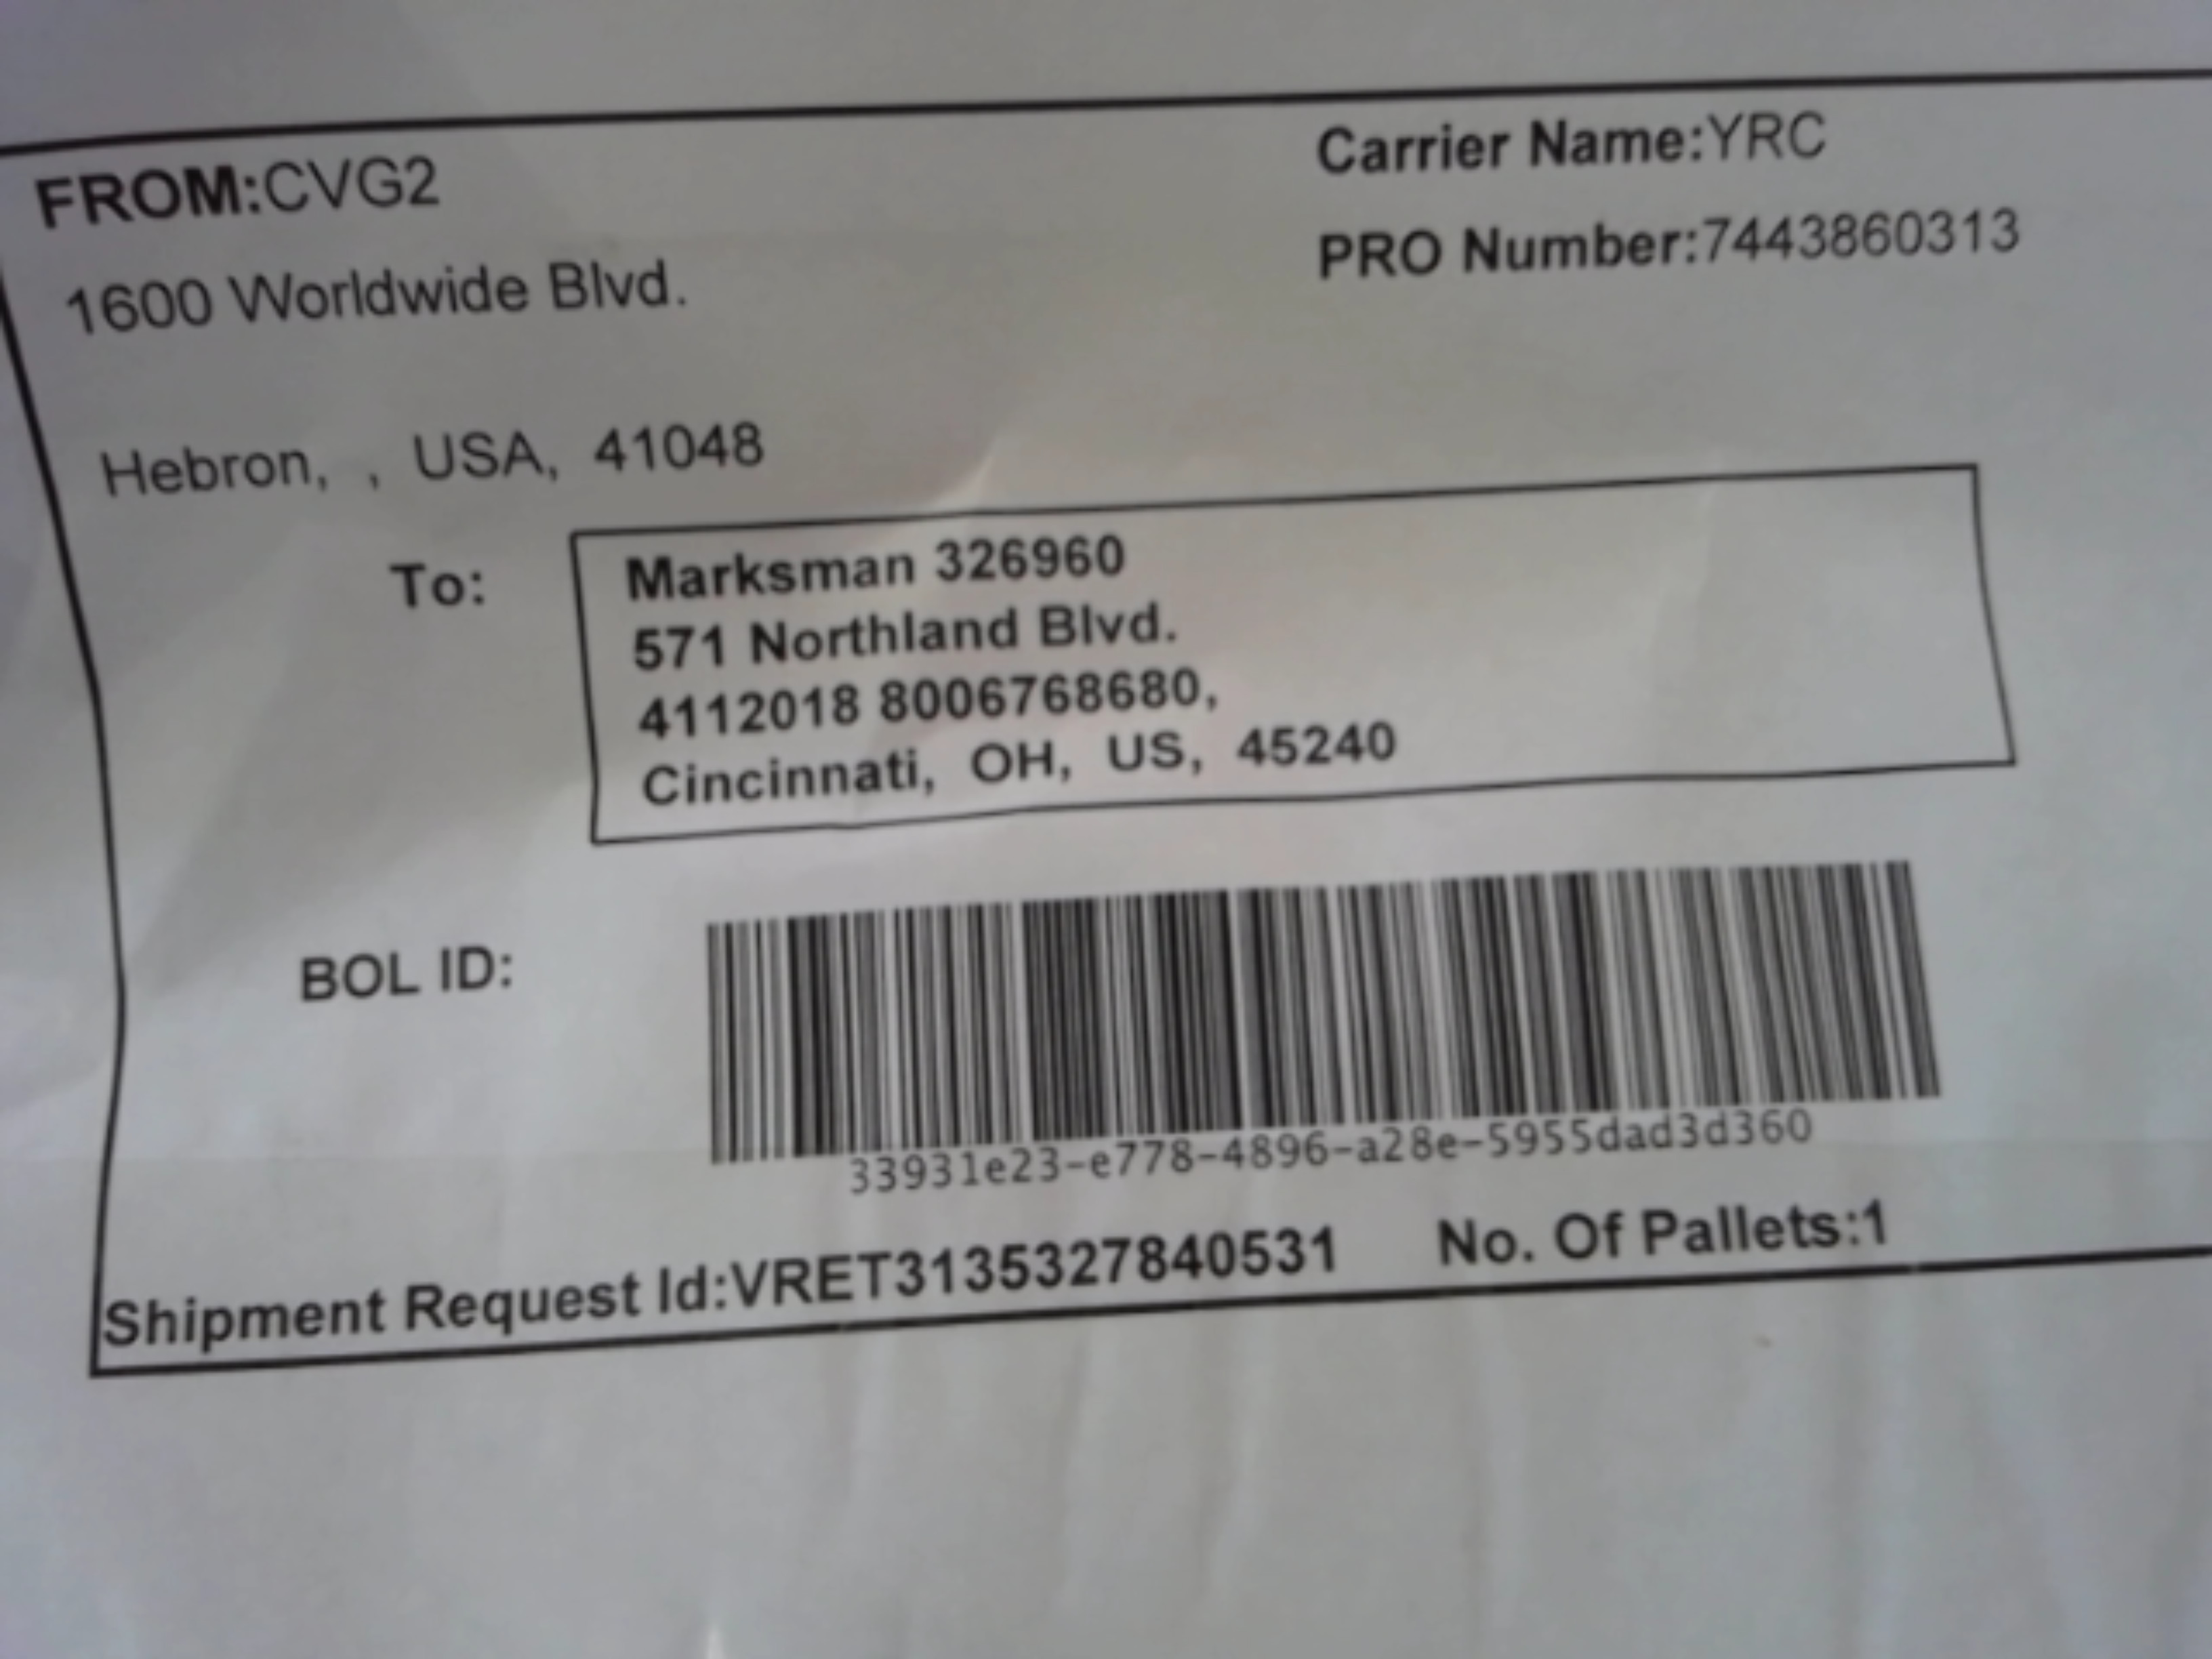 FROM:CVG2
1600 Worldwide Blvd.
Hebron, , USA, 41048
Carrier Name:YRC
PRO Number:7443860313
To:
Marksman 326960
571 Northland Blvd.
4112018 8006768680,
Cincinnati, OH, US, 45240
BOL ID:
33931e23-e778-4896-a28e-5955dad3d360
Shipment Request Id:VRET3135327840531 No. Of Pallets:1